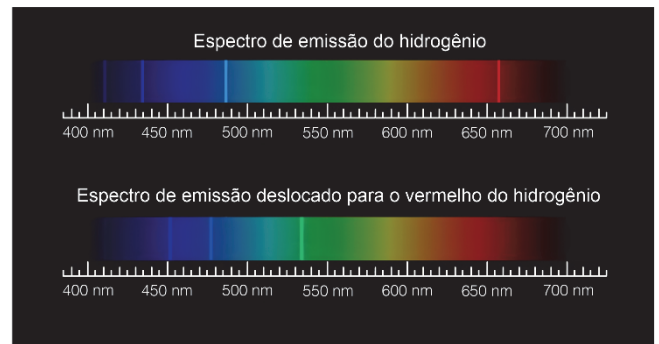 Espectro de emissão do hidrogênio
400 nm 450 nm 500 nm 550 nm 600 nm 650 nm 700 nm
Espectro de emissão deslocado para o vermelho do hidrogênio
400 nm 450 nm 500 nm 550 nm 600 nm 650 nm 700 nm